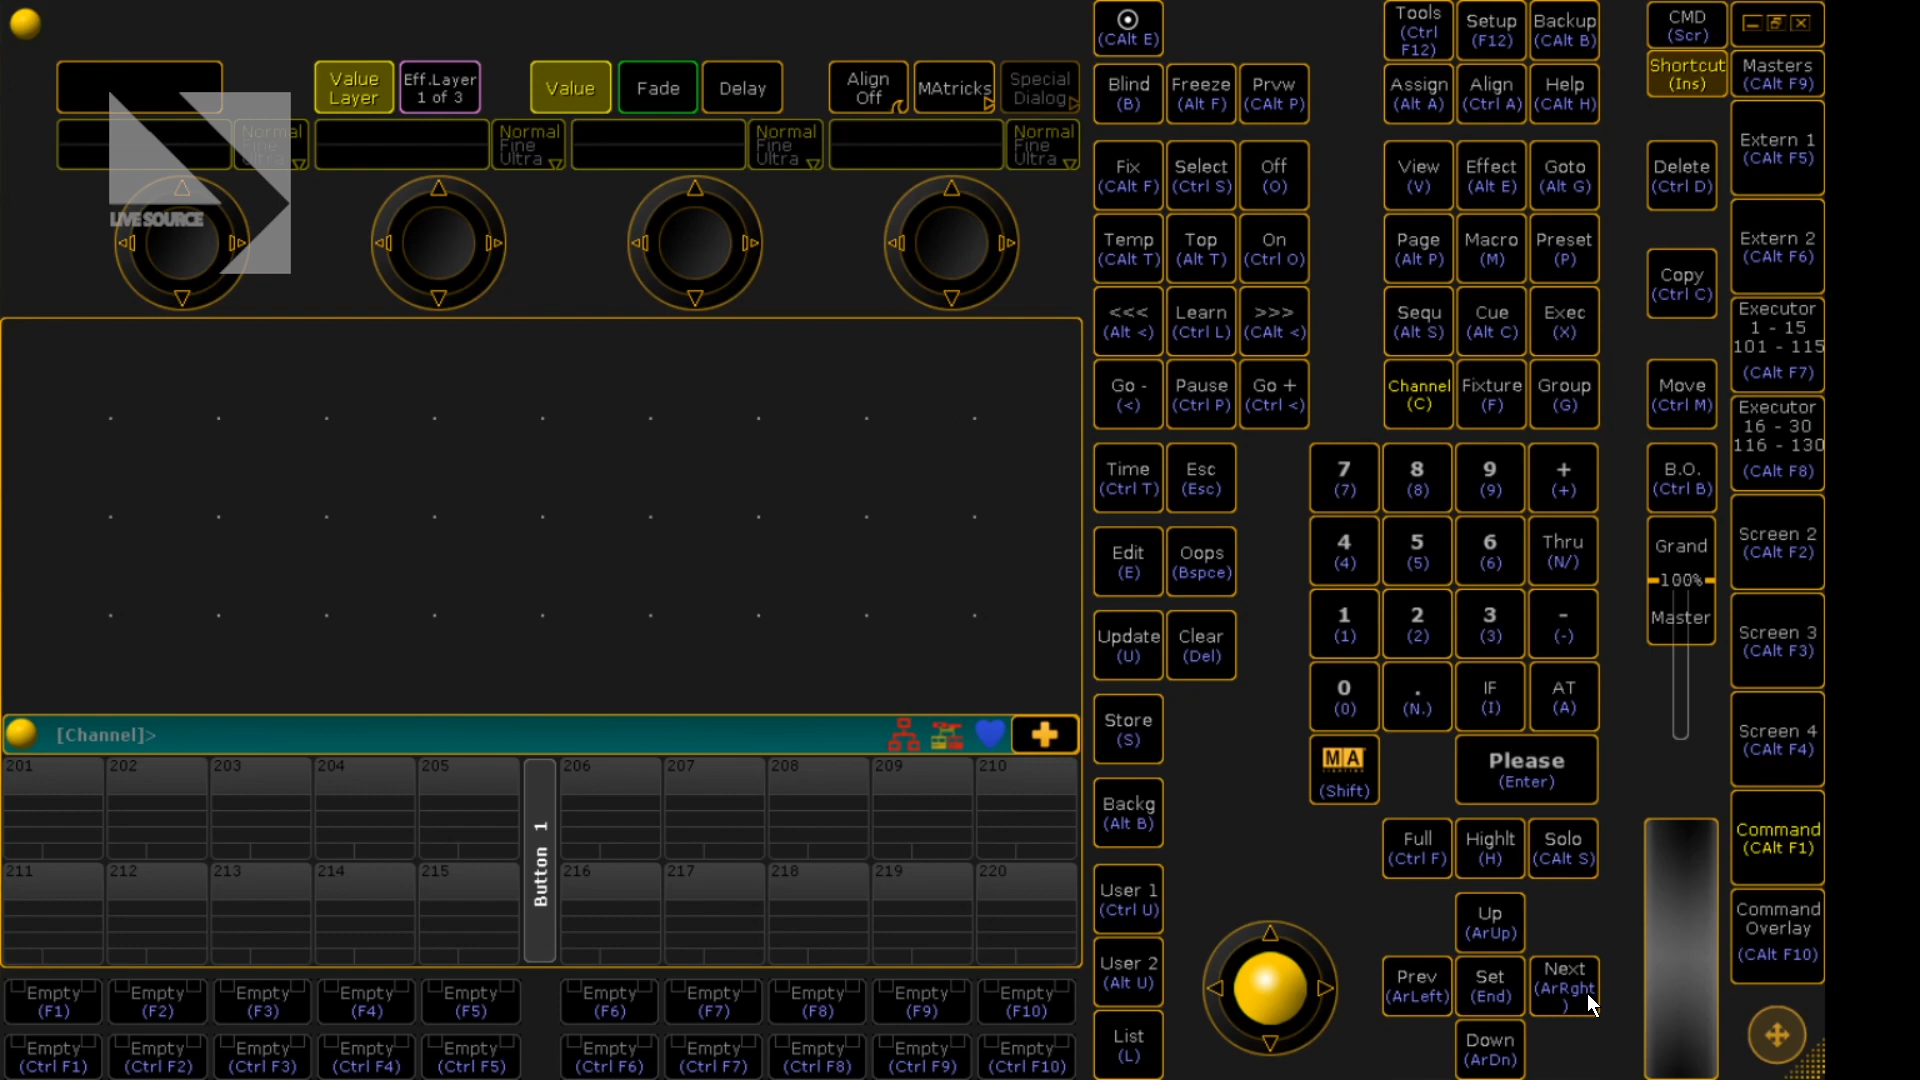 Value
Layer
Eff.Layer
1 of 3
Value
Fade
Delay
Align
Off
MAtricks
Special
Dialog
Normal
Fine
Ultra
Normal
Fine
Ultra
Normal
Fine
Ultra
Normal
Fine
Ultra
LIVE SOURCE
[Channel]>
201 202 203 204 205 206 207 208 209 210
211 212 213 214 215 216 217 218 219 220
Button 1
Empty Empty Empty Empty Empty Empty Empty Empty Empty Empty
(F1) (F2) (F3) (F4) (F5) (F6) (F7) (F8) (F9) (F10)
Empty Empty Empty Empty Empty Empty Empty Empty Empty Empty
(Ctrl F1) (Ctrl F2) (Ctrl F3) (Ctrl F4) (Ctrl F5) (Ctrl F6) (Ctrl F7) (Ctrl F8) (Ctrl F9) (Ctrl F10)
(CAlt E)
Blind Freeze Prvw
(B) (Alt F) (CAlt P)
Fix Select Off
(CAlt F) (Ctrl S) (O)
Temp Top On
(CAlt T) (Alt T) (Ctrl O)
<<< Learn >>>
(Alt <) (Ctrl L) (CAlt <)
Go - Pause Go +
(<) (Ctrl P) (Ctrl <)
Time Esc
(Ctrl T) (Esc)
Edit Oops
(E) (Bspce)
Update Clear
(U) (Del)
Store
(S)
Backg
(Alt B)
User 1
(Ctrl U)
User 2
(Alt U)
List
(L)
Tools
(Ctrl
F12)
Setup
(F12)
Backup
(CAlt B)
Assign Align Help
(Alt A) (Ctrl A) (CAlt H)
View Effect Goto
(V) (Alt E) (Alt G)
Page Macro Preset
(Alt P) (M) (P)
Sequ Cue Exec
(Alt S) (Alt C) (X)
Channel Fixture Group
(C) (F) (G)
7 8 9 +
(7) (8) (9) (+)
4 5 6 Thru
(4) (5) (6) (N/)
1 2 3 -
(1) (2) (3) (-)
0 . IF AT
(0) (N.) (I) (A)
MA
(Shift)
Please
(Enter)
Full Highlt Solo
(Ctrl F) (H) (CAlt S)
Up
(ArUp)
Prev
(ArLeft)
Set
(End)
Next
(ArRght
)
Down
(ArDn)
CMD
(Scr)
Shortcut
(Ins)
Delete
(Ctrl D)
Copy
(Ctrl C)
Move
(Ctrl M)
B.O.
(Ctrl B)
Grand
100%
Master
Masters
(CAlt F9)
Extern 1
(CAlt F5)
Extern 2
(CAlt F6)
Executor
1 - 15
101 - 115
(CAlt F7)
Executor
16 - 30
116 - 130
(CAlt F8)
Screen 2
(CAlt F2)
Screen 3
(CAlt F3)
Screen 4
(CAlt F4)
Command
(CAlt F1)
Command
Overlay
(CAlt F10)